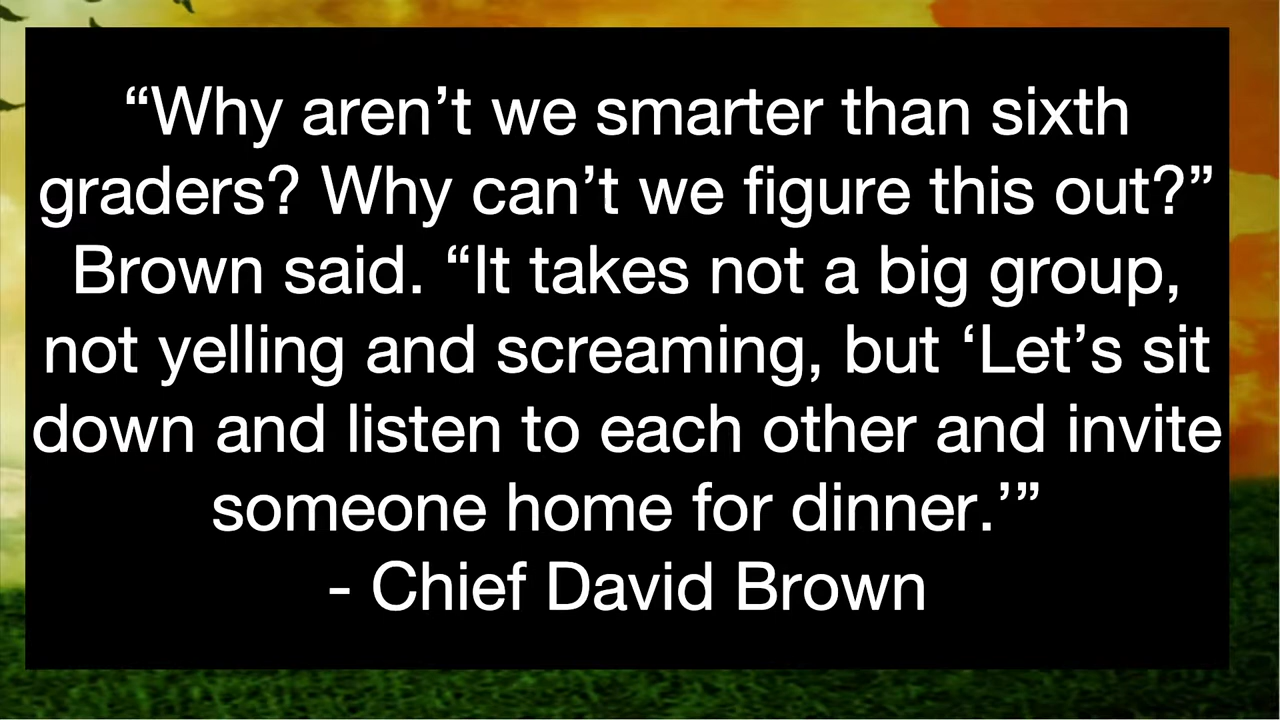 “Why aren’t we smarter than sixth
graders? Why can’t we figure this out?”
Brown said. “It takes not a big group,
not yelling and screaming, but ‘Let’s sit
down and listen to each other and invite
someone home for dinner.’”
- Chief David Brown